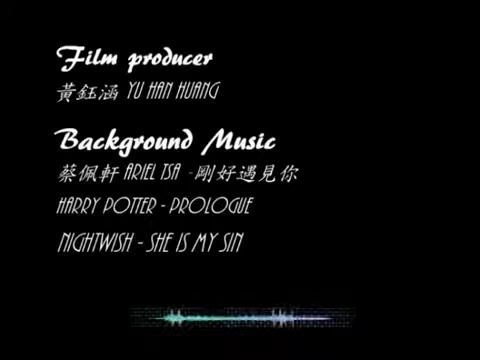 Film producer
黃鈺涵 YU HAN HUANG
Background Music
蔡佩軒 ARIEL TSA -剛好遇見你
HARRY POTTER - PROLOGUE
NIGHTWISH - SHE IS MY SIN